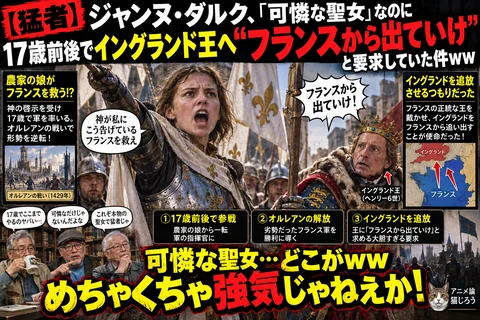 【猛者】ジャンヌ・ダルク、「可憐な聖女」なのに
17歳前後でイングランド王へ“フランスから出ていけ”
と要求していた件ww
農家の娘が
フランスを救う!?
神の啓示を受け
17歳で軍を率いる。
オルレアンの戦いで
形勢を逆転!
オルレアンの戦い(1429年)
神が私に
こう告げている
フランスを救え
フランスから
出ていけ!
イングランド王
(ヘンリー6世)
イングランドを追放
させるつもりだった
フランスの正統な王を
戴かせ、イングランドを
フランスから追い出す
ことが使命だった!
イングランド
フランス
17歳でここまで
やるのヤバい…
可憐なだけじゃ
ないんだよな
これぞ本物の
聖女で猛者じゃ
①17歳前後で参戦
農家の娘から一転
軍の指揮官に
②オルレアンの解放
劣勢だったフランス軍を
勝利に導く
③イングランドを追放
王に「フランスから出ていけ」
と求める大胆すぎる要求
可憐な聖女…どこがww
めちゃくちゃ強気じゃねえか!
アニメ論
猫じろう